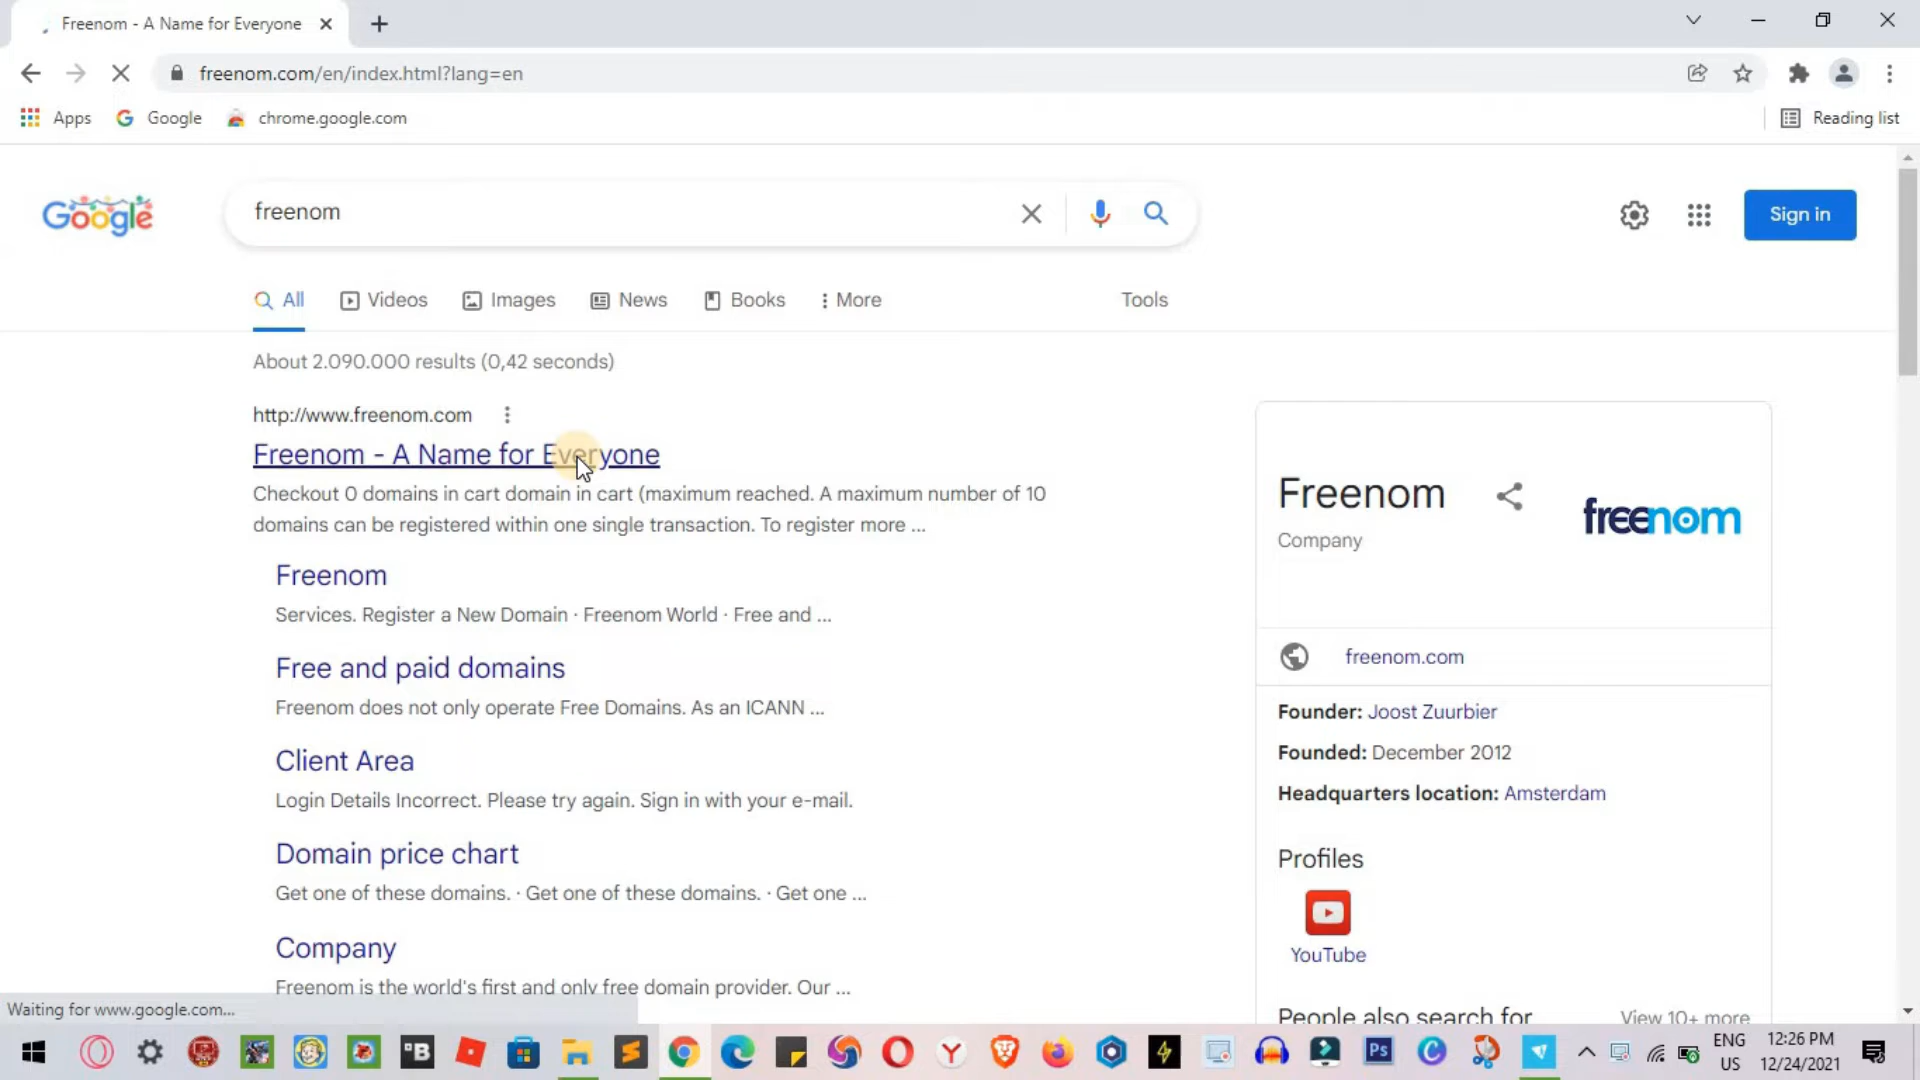 Freenom - A Name for Everyone
freenom.com/en/index.html?lang=en
Apps
Google
chrome.google.com
Reading list
Google
freenom
Sign in
All
Videos
Images
News
Books
More
Tools
About 2.090.000 results (0,42 seconds)
http://www.freenom.com
Freenom - A Name for Everyone
Checkout 0 domains in cart domain in cart (maximum reached. A maximum number of 10
domains can be registered within one single transaction. To register more ...
Freenom
Services. Register a New Domain · Freenom World · Free and ...
Free and paid domains
Freenom does not only operate Free Domains. As an ICANN ...
Client Area
Login Details Incorrect. Please try again. Sign in with your e-mail.
Domain price chart
Get one of these domains. · Get one of these domains. · Get one ...
Company
Freenom is the world's first and only free domain provider. Our ...
Freenom
Company
freenom
freenom.com
Founder: Joost Zuurbier
Founded: December 2012
Headquarters location: Amsterdam
Profiles
YouTube
People also search for
View 10+ more
Waiting for www.google.com...
B
Y
Ps
C
ENG
US
12:26 PM
12/24/2021